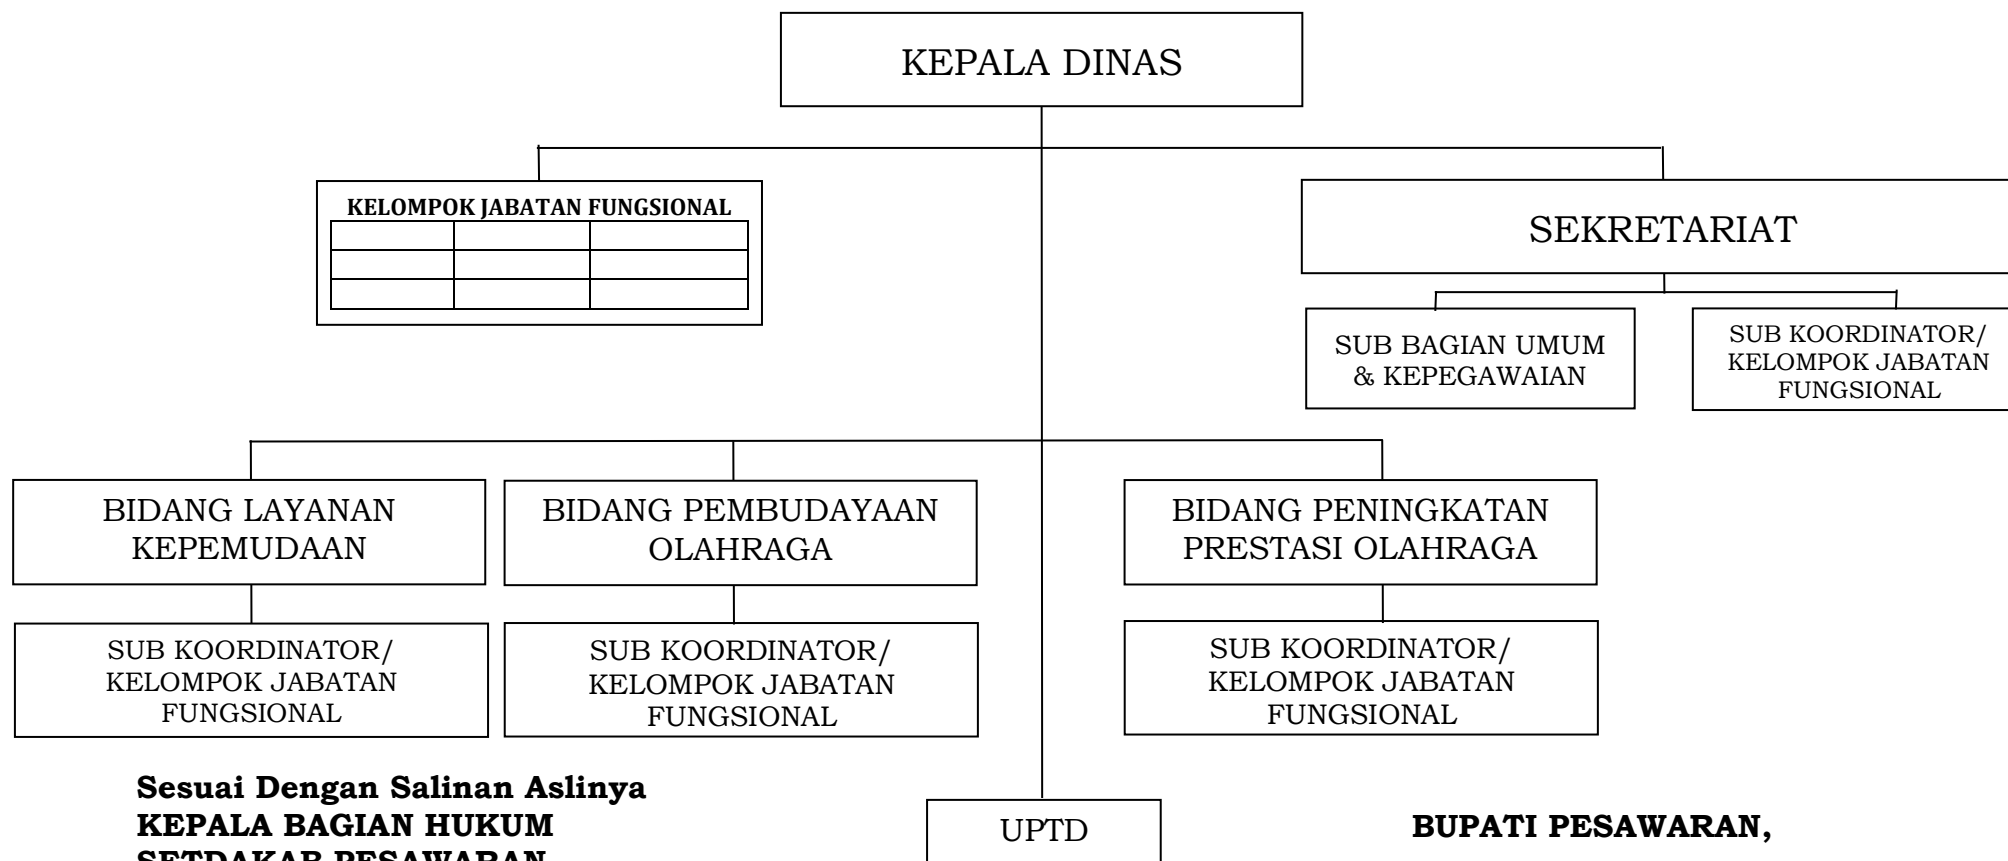 KEPALA DINAS
KELOMPOK JABATAN FUNGSIONAL
SEKRETARIAT
SUB BAGIAN UMUM
& KEPEGAWAIAN
SUB KOORDINATOR/
KELOMPOK JABATAN
FUNGSIONAL
BIDANG LAYANAN
KEPEMUDAAN
BIDANG PEMBUDAYAAN
OLAHRAGA
BIDANG PENINGKATAN
PRESTASI OLAHRAGA
SUB KOORDINATOR/
KELOMPOK JABATAN
FUNGSIONAL
SUB KOORDINATOR/
KELOMPOK JABATAN
FUNGSIONAL
SUB KOORDINATOR/
KELOMPOK JABATAN
FUNGSIONAL
Sesuai Dengan Salinan Aslinya
KEPALA BAGIAN HUKUM
SETDAKAB PESAWARAN
UPTD
BUPATI PESAWARAN,